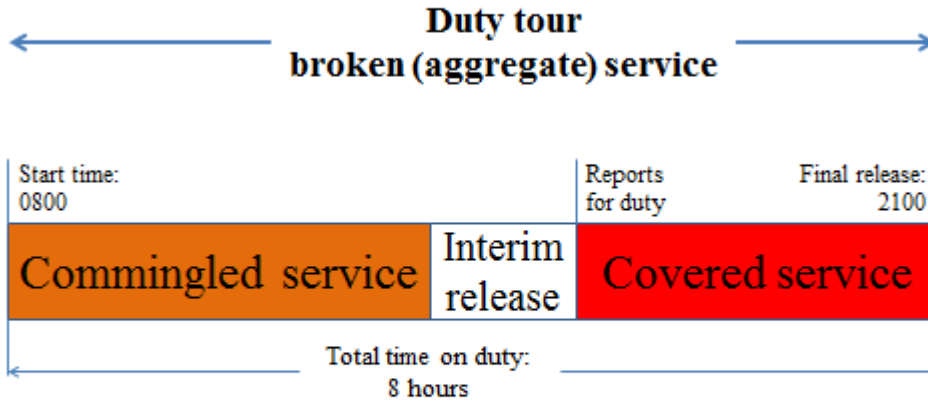 Duty tour
broken (aggregate) service
Start time:
0800
Reports
for duty
Final release:
2100
Commingled service
Interim
release
Covered service
Total time on duty:
8 hours